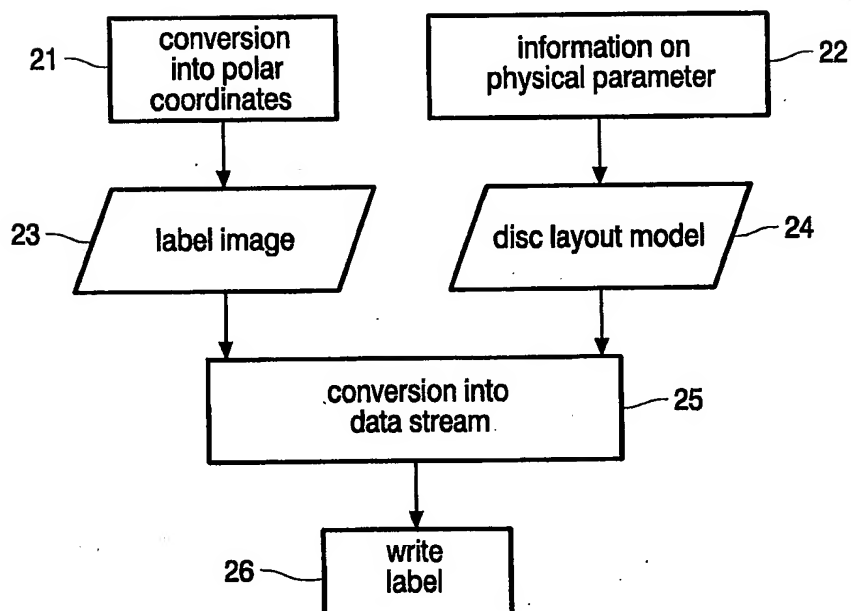 21
conversion
into polar
coordinates
information on
physical parameter
22
23
label image
disc layout model
24
conversion into
data stream
25
26
write
label